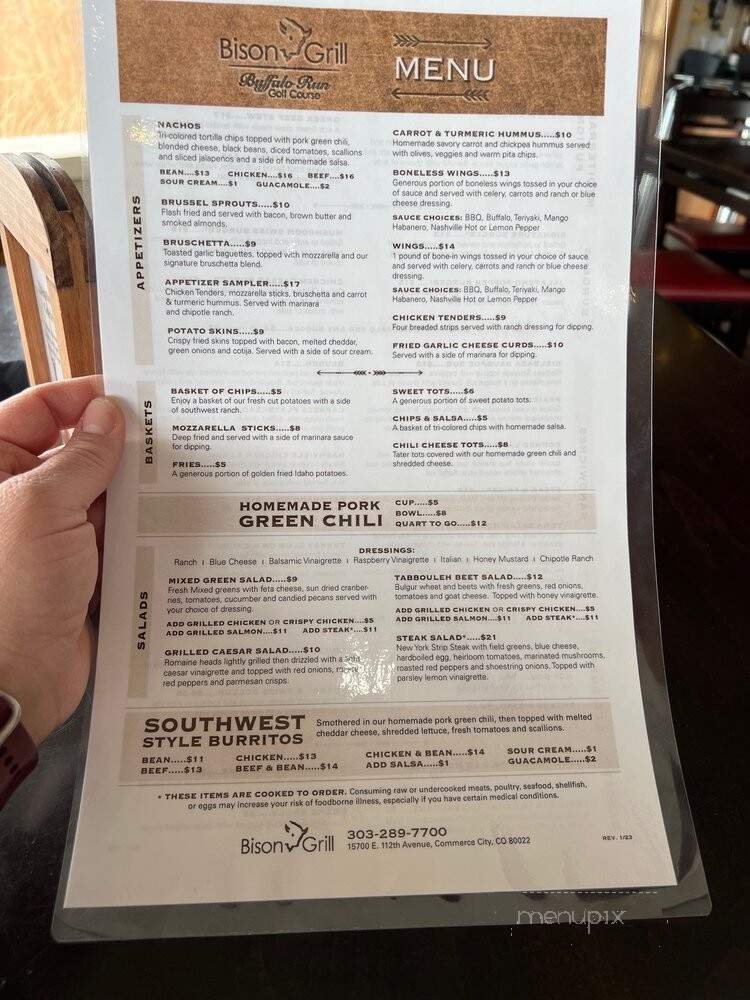 Bison Grill
Buffalo Run
Golf Course
MENU
APPETIZERS
NACHOS
Tri-colored tortilla chips topped with pork green chili,
blended cheese, black beans, diced tomatoes, scallions
and sliced jalapenos and a side of homemade salsa.
BEAN....$13 CHICKEN....$16 BEEF....$16
SOUR CREAM....$1 GUACAMOLE....$2
BRUSSEL SPROUTS.....$10
Flash fried and served with bacon, brown butter and
smoked almonds.
BRUSCHETTA.....$9
Toasted garlic baguettes, topped with mozzarella and our
signature bruschetta blend.
APPETIZER SAMPLER.....$17
Chicken Tenders, mozzarella sticks, bruschetta and carrot
& turmeric hummus. Served with marinara
and chipotle ranch.
POTATO SKINS.....$9
Crispy fried skins topped with bacon, melted cheddar,
green onions and cotija. Served with a side of sour cream.
CARROT & TURMERIC HUMMUS.....$10
Homemade savory carrot and chickpea hummus served
with olives, veggies and warm pita chips.
BONELESS WINGS.....$13
Generous portion of boneless wings tossed in your choice
of sauce and served with celery, carrots and ranch or blue
cheese dressing.
SAUCE CHOICES: BBQ, Buffalo, Teriyaki, Mango
Habanero, Nashville Hot or Lemon Pepper
WINGS.....$14
1 pound of bone-in wings tossed in your choice of sauce
and served with celery, carrots and ranch or blue cheese
dressing.
SAUCE CHOICES: BBQ, Buffalo, Teriyaki, Mango
Habanero, Nashville Hot or Lemon Pepper
CHICKEN TENDERS.....$9
Four breaded strips served with ranch dressing for dipping.
FRIED GARLIC CHEESE CURDS.....$10
Served with a side of marinara for dipping.
BASKETS
BASKET OF CHIPS.....$5
Enjoy a basket of our fresh cut potatoes with a side
of southwest ranch.
MOZZARELLA STICKS.....$8
Deep fried and served with a side of marinara sauce
for dipping.
FRIES.....$5
A generous portion of golden fried Idaho potatoes.
SWEET TOTS.....$6
A generous portion of sweet potato tots.
CHIPS & SALSA.....$5
A basket of tri-colored chips with homemade salsa.
CHILI CHEESE TOTS.....$8
Tater tots covered with our homemade green chili and
shredded cheese.
HOMEMADE PORK
GREEN CHILI
CUP.....$5
BOWL.....$8
QUART TO GO.....$12
SALADS
DRESSINGS:
Ranch | Blue Cheese | Balsamic Vinaigrette | Raspberry Vinaigrette | Italian | Honey Mustard | Chipotle Ranch
MIXED GREEN SALAD.....$9
Fresh Mixed greens with feta cheese, sun dried cranber-
ries, tomatoes, cucumber and candied pecans served with
your choice of dressing.
ADD GRILLED CHICKEN OR CRISPY CHICKEN....$5
ADD GRILLED SALMON....$11 ADD STEAK*....$11
GRILLED CAESAR SALAD.....$10
Romaine heads lightly grilled then drizzled with a
caesar vinaigrette and topped with red onions,
red peppers and parmesan crisps.
TABBOULEH BEET SALAD.....$12
Bulgur wheat and beets with fresh greens, red onions,
tomatoes and goat cheese. Topped with honey vinaigrette.
ADD GRILLED CHICKEN OR CRISPY CHICKEN....$5
ADD GRILLED SALMON....$11 ADD STEAK*....$11
STEAK SALAD*.....$21
New York Strip Steak with field greens, blue cheese,
hardboiled egg, heirloom tomatoes, marinated mushrooms,
roasted red peppers and shoestring onions. Topped with
parsley lemon vinaigrette.
SOUTHWEST
STYLE BURRITOS
Smothered in our homemade pork green chili, then topped with melted
cheddar cheese, shredded lettuce, fresh tomatoes and scallions.
BEAN.....$11 CHICKEN.....$13 CHICKEN & BEAN.....$14 SOUR CREAM.....$1
BEEF.....$13 BEEF & BEAN.....$14 ADD SALSA.....$1 GUACAMOLE.....$2
* THESE ITEMS ARE COOKED TO ORDER. Consuming raw or undercooked meats, poultry, seafood, shellfish,
or eggs may increase your risk of foodborne illness, especially if you have certain medical conditions.
Bison Grill
303-289-7700
15700 E. 112th Avenue, Commerce City, CO 80022
REV. 1/23
menupix